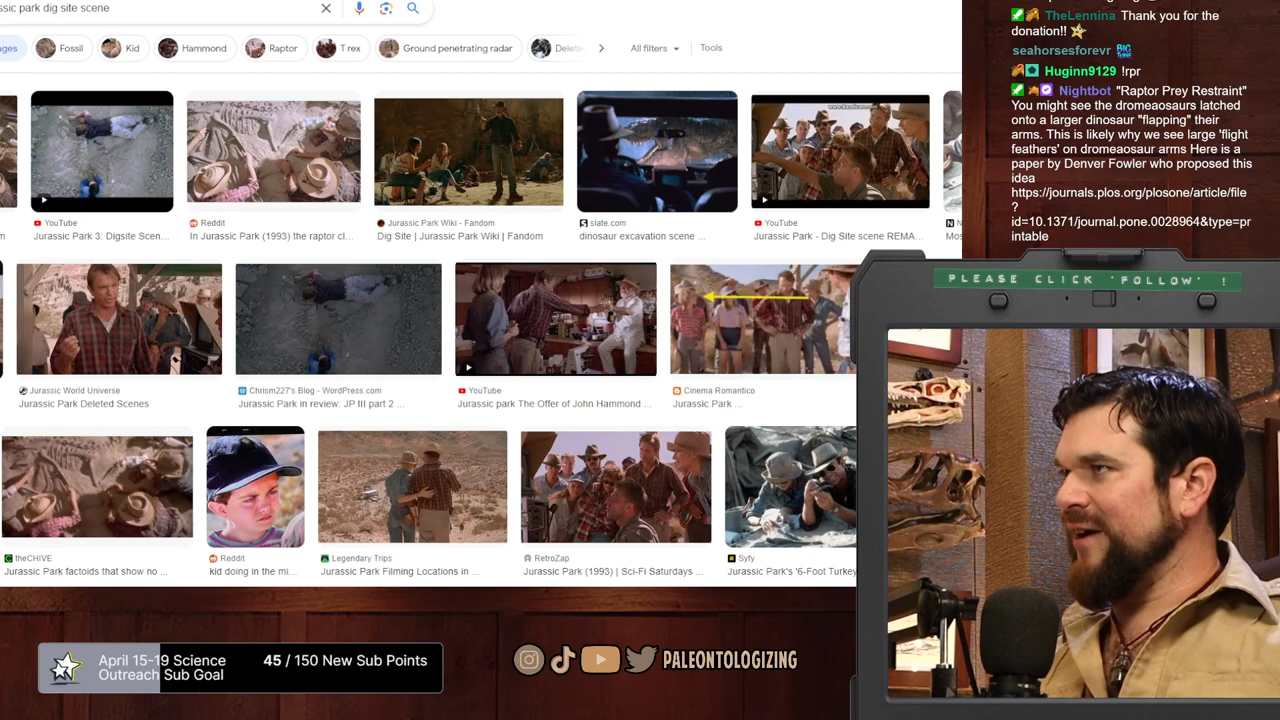 ssic park dig site scene
ages
Fossil
Kid
Hammond
Raptor
T rex
Ground penetrating radar
All filters
Tools
YouTube
Jurassic Park 3: Digsite Scen...
Reddit
In Jurassic Park (1993) the raptor cl...
Jurassic Park Wiki - Fandom
Dig Site | Jurassic Park Wiki | Fandom
slate.com
dinosaur excavation scene ...
YouTube
Jurassic Park - Dig Site scene REMA...
Jurassic World Universe
Jurassic Park Deleted Scenes
Chrism227's Blog - WordPress.com
Jurassic Park in review: JP III part 2 ...
YouTube
Jurassic park The Offer of John Hammond ...
Cinema Romantico
Jurassic Park ...
theCHIVE
Jurassic Park factoids that show no ...
Reddit
kid doing in the mi...
Legendary Trips
Jurassic Park Filming Locations in ...
RetroZap
Jurassic Park (1993) | Sci-Fi Saturdays ...
Syfy
Jurassic Park's '6-Foot Turkey
TheLennina Thank you for the
donation!!
seahorsesforevr
Huginn9129 !rpr
Nightbot "Raptor Prey Restraint"
You might see the dromeaosaurs latched
onto a larger dinosaur "flapping" their
arms. This is likely why we see large 'flight
feathers' on dromeaosaur arms Here is a
paper by Denver Fowler who proposed this
idea
https://journals.plos.org/plosone/article/file
?
id=10.1371/journal.pone.0028964&type=pr
intable
PLEASE CLICK 'FOLLOW' !
April 15-19 Science
Outreach Sub Goal
45 / 150 New Sub Points
PALEONTOLOGIZING